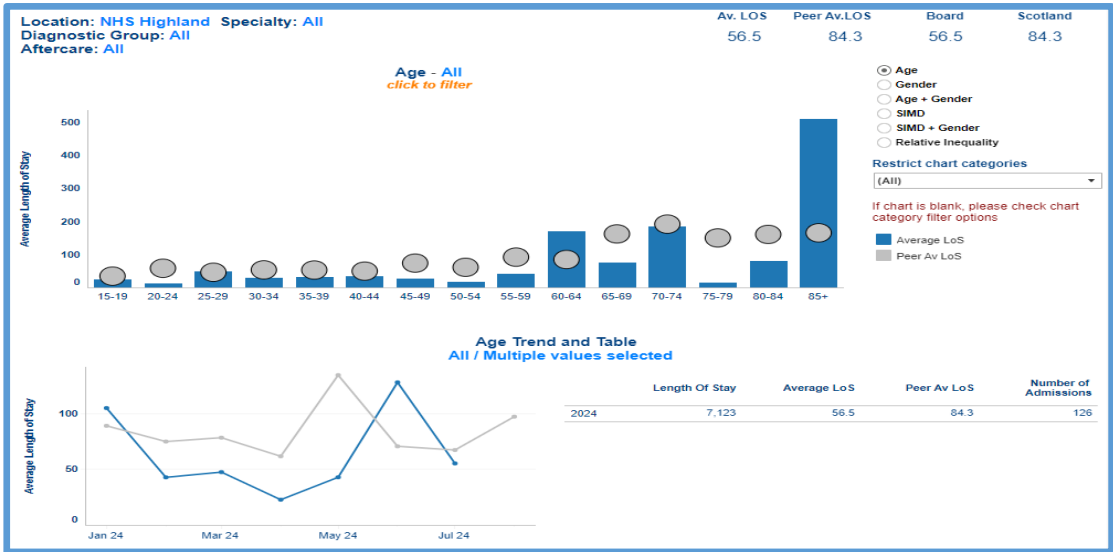 Location: NHS Highland Specialty: All
Diagnostic Group: All
Aftercare: All
Av. LOS Peer Av.LOS Board Scotland
56.5 84.3 56.5 84.3
Age - All
click to filter
Average Length of Stay
500
400
300
200
100
0
15-19 20-24 25-29 30-34 35-39 40-44 45-49 50-54 55-59 60-64 65-69 70-74 75-79 80-84 85+
Age
Gender
Age + Gender
SIMD
SIMD + Gender
Relative Inequality
Restrict chart categories
(All)
If chart is blank, please check chart
category filter options
Average LoS
Peer Av LoS
Age Trend and Table
All / Multiple values selected
Average Length of Stay
100
50
0
Jan 24 Mar 24 May 24 Jul 24
Length Of Stay Average LoS Peer Av LoS Number of
Admissions
2024 7,123 56.5 84.3 126